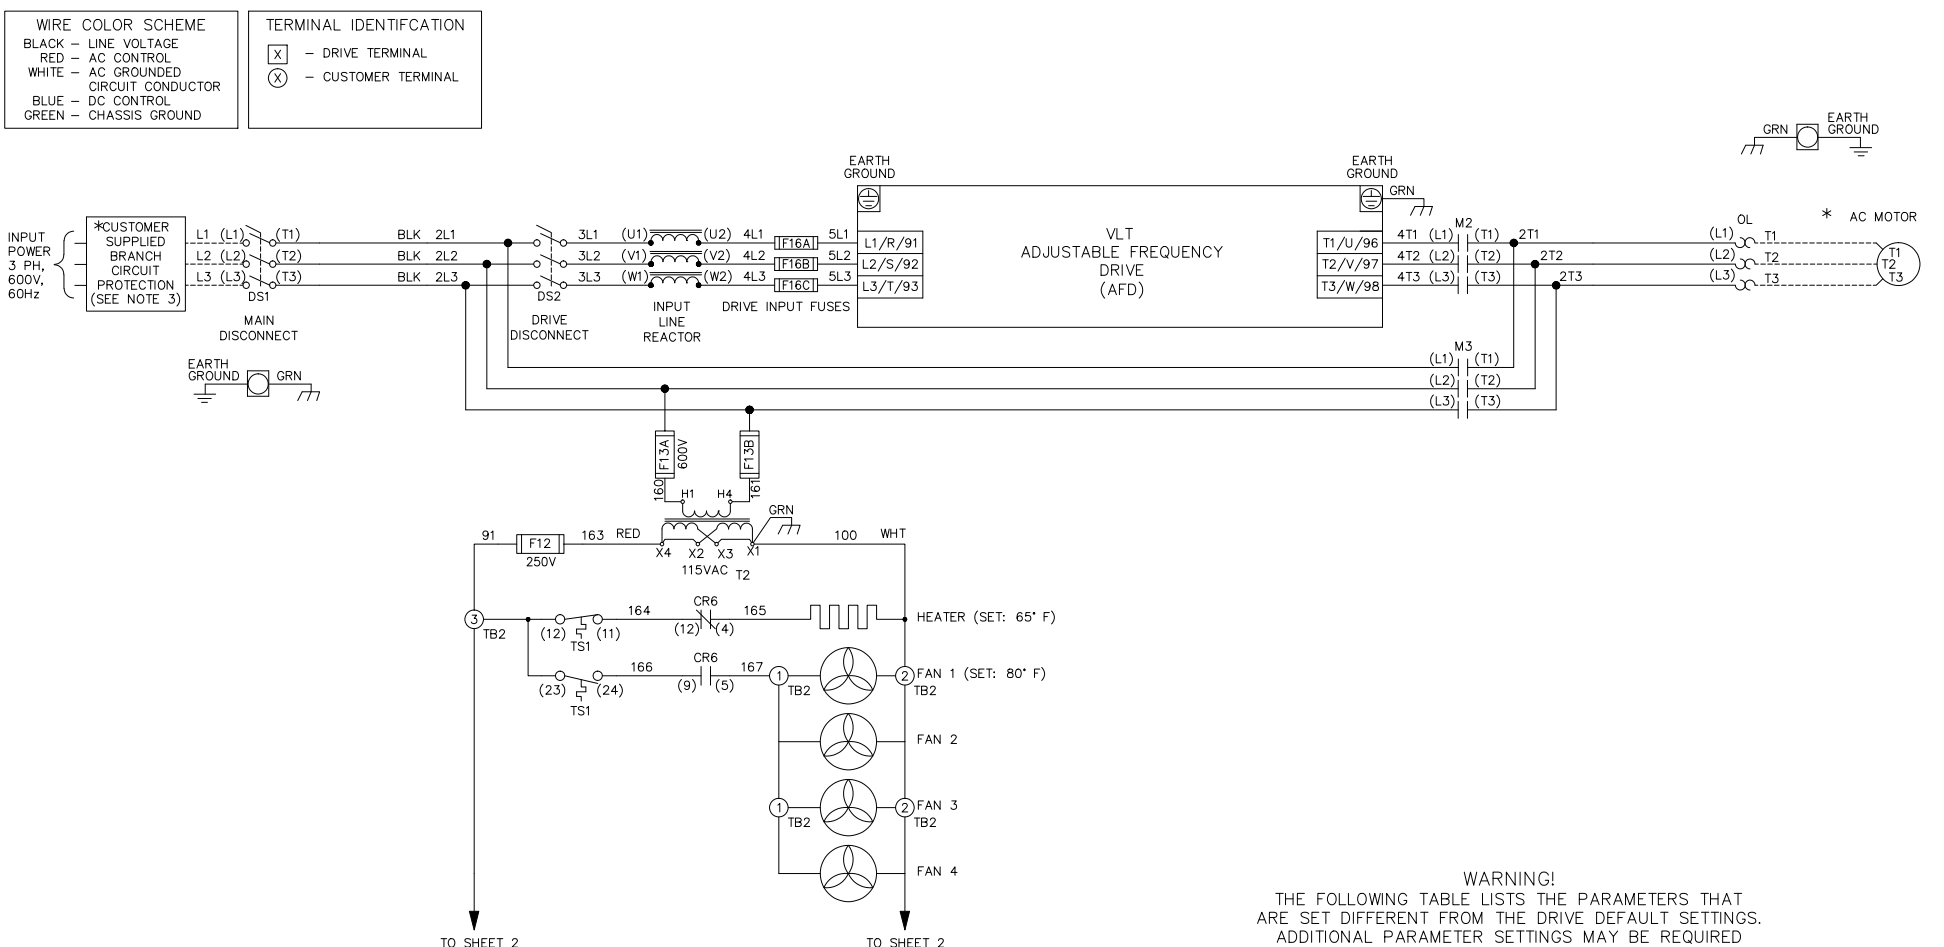 WIRE COLOR SCHEME
BLACK – LINE VOLTAGE
RED – AC CONTROL
WHITE – AC GROUNDED
CIRCUIT CONDUCTOR
BLUE – DC CONTROL
GREEN – CHASSIS GROUND
TERMINAL IDENTIFCATION
X – DRIVE TERMINAL
X – CUSTOMER TERMINAL
GRN
EARTH
GROUND
INPUT
POWER
3 PH,
600V,
60Hz
*CUSTOMER
SUPPLIED
BRANCH
CIRCUIT
PROTECTION
(SEE NOTE 3)
L1 (L1) (T1) BLK 2L1 3L1 (U1) (U2) 4L1 F16A 5L1 L1/R/91
L2 (L2) (T2) BLK 2L2 3L2 (V1) (V2) 4L2 F16B 5L2 L2/S/92
L3 (L3) (T3) BLK 2L3 3L3 (W1) (W2) 4L3 F16C 5L3 L3/T/93
DS1
MAIN
DISCONNECT
DS2
DRIVE
DISCONNECT
INPUT
LINE
REACTOR
DRIVE INPUT FUSES
EARTH
GROUND
EARTH
GROUND
GRN
VLT
ADJUSTABLE FREQUENCY
DRIVE
(AFD)
M2
T1/U/96 4T1 (L1) (T1) 2T1
T2/V/97 4T2 (L2) (T2) 2T2
T3/W/98 4T3 (L3) (T3) 2T3
OL
(L1) T1
(L2) T2
(L3) T3
* AC MOTOR
T1
T2
T3
EARTH
GROUND
GRN
M3
(L1) (T1)
(L2) (T2)
(L3) (T3)
F13A
600V
F13B
160
161
H1 H4
GRN
91 F12 163 RED
250V
X4 X2 X3 X1
115VAC T2
100 WHT
3
TB2
(12) (11)
TS1
164
CR6
(12) (4)
165
HEATER (SET: 65° F)
(23) (24)
TS1
166
CR6
(9) (5)
167
1
TB2
2
TB2
FAN 1 (SET: 80° F)
FAN 2
1
TB2
2
TB2
FAN 3
FAN 4
TO SHEET 2
TO SHEET 2
WARNING!
THE FOLLOWING TABLE LISTS THE PARAMETERS THAT
ARE SET DIFFERENT FROM THE DRIVE DEFAULT SETTINGS.
ADDITIONAL PARAMETER SETTINGS MAY BE REQUIRED